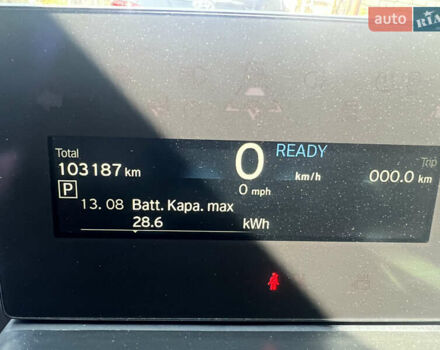 auto RIA
Total
READY
103187 km
0
km/h
Trip
000.0 km
P
0 mph
13. 08 Batt. Kapa. max
28.6 kWh